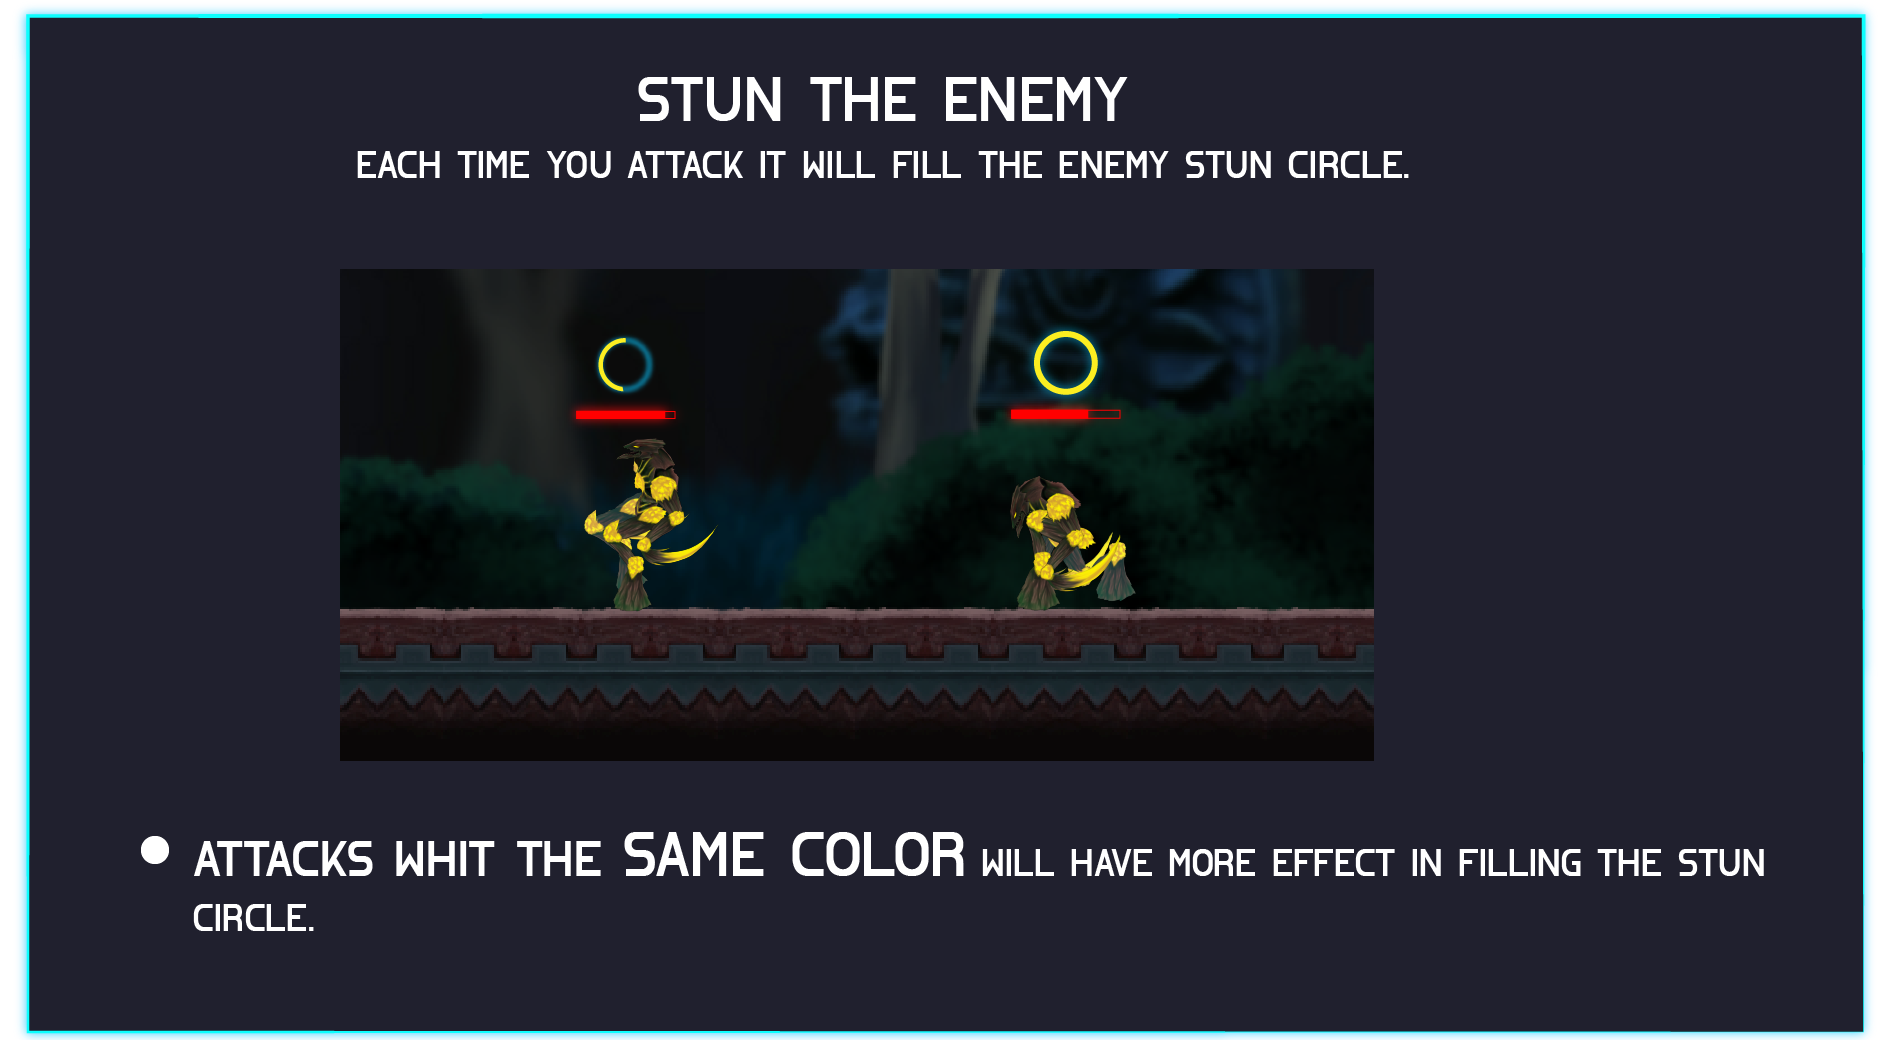 STUN THE ENEMY
EACH TIME YOU ATTACK IT WILL FILL THE ENEMY STUN CIRCLE.
ATTACKS WHIT THE SAME COLOR WILL HAVE MORE EFFECT IN FILLING THE STUN
CIRCLE.